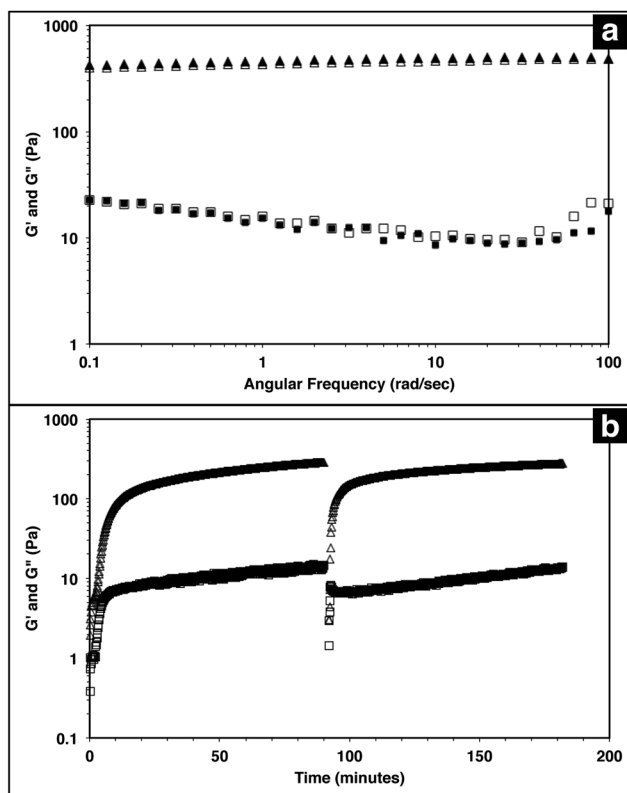 a
1000
100
10
1
G' and G" (Pa)
0.1 1 10 100
Angular Frequency (rad/sec)
b
1000
100
10
1
0.1
G' and G" (Pa)
0 50 100 150 200
Time (minutes)